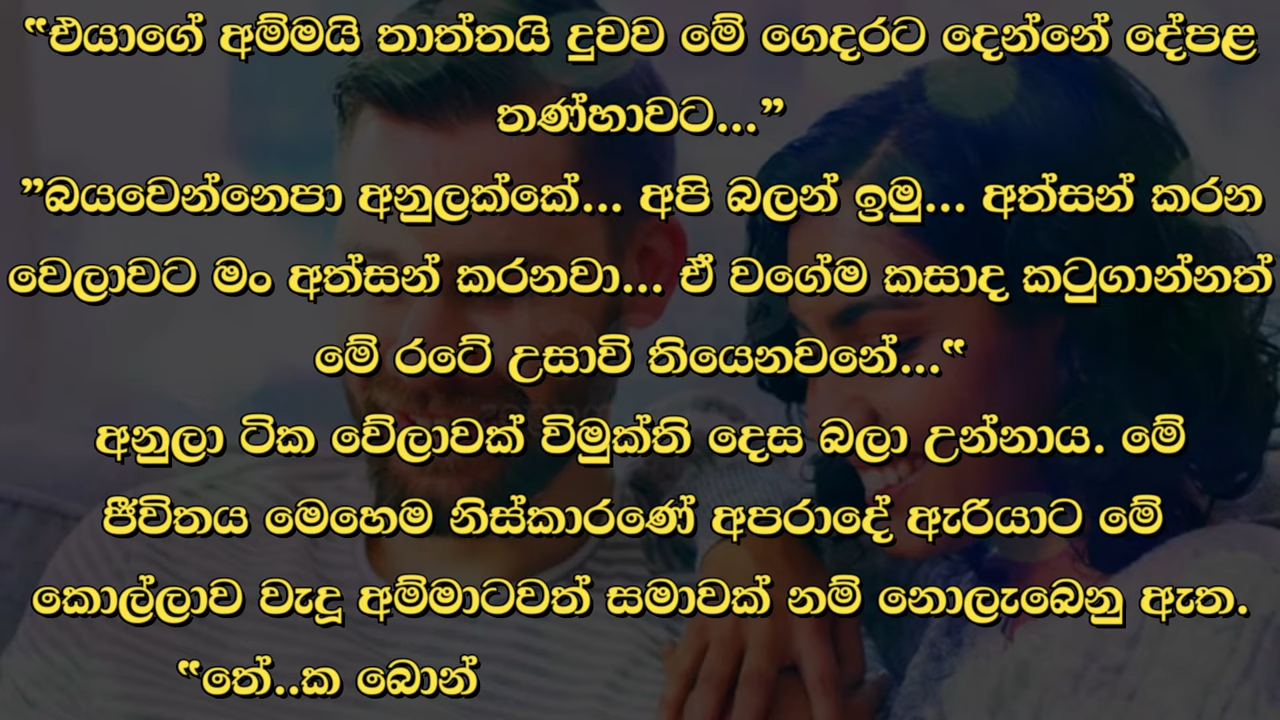 “එයාගේ අම්මයි තාත්තයි දුවව මේ ගෙදරට දෙන්නේ දේපළ
තණ්හාවට...”
”බයවෙන්නෙපා අනුලක්කේ... අපි බලන් ඉමු... අත්සන් කරන
වෙලාවට මං අත්සන් කරනවා... ඒ වගේම කසාද කටුගාන්නත්
මේ රටේ උසාවි තියෙනවනේ...“
අනුලා ටික වේලාවක් විමුක්ති දෙස බලා උන්නාය. මේ
ජීවිතය මෙහෙම නිස්කාරණේ අපරාදේ ඇරියාට මේ
කොල්ලාව වැදූ අම්මාටවත් සමාවක් නම් නොලැබෙනු ඇත.
“තේ..ක බොන්